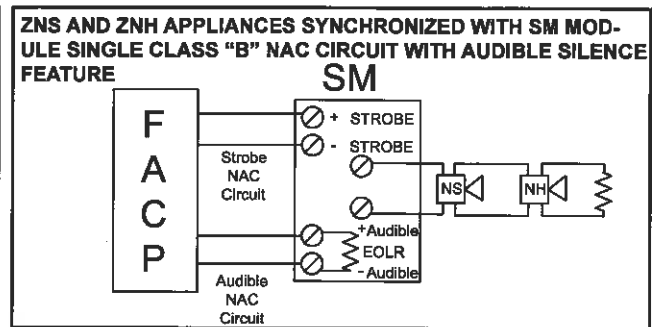 ZNS AND ZNH APPLIANCES SYNCHRONIZED WITH SM MOD-
ULE SINGLE CLASS “B” NAC CIRCUIT WITH AUDIBLE SILENCE
FEATURE
SM
F
A
C
P
+ STROBE
- STROBE
Strobe
NAC
Circuit
NS
NH
+Audible
EOLR
-Audible
Audible
NAC
Circuit